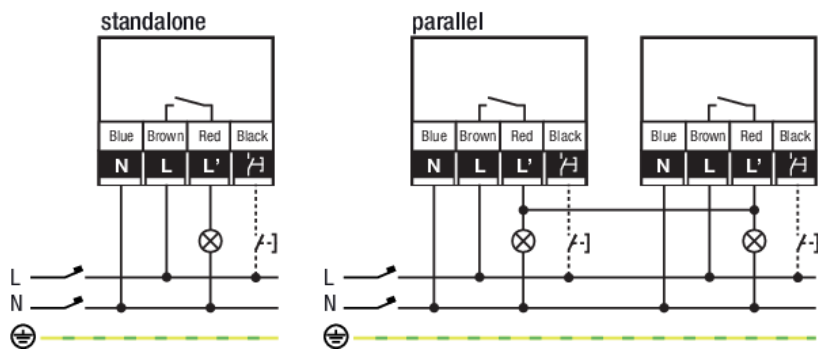 standalone
Blue Brown Red Black
N L L'
parallel
Blue Brown Red Black
N L L'
Blue Brown Red Black
N L L'
L
N
L
N